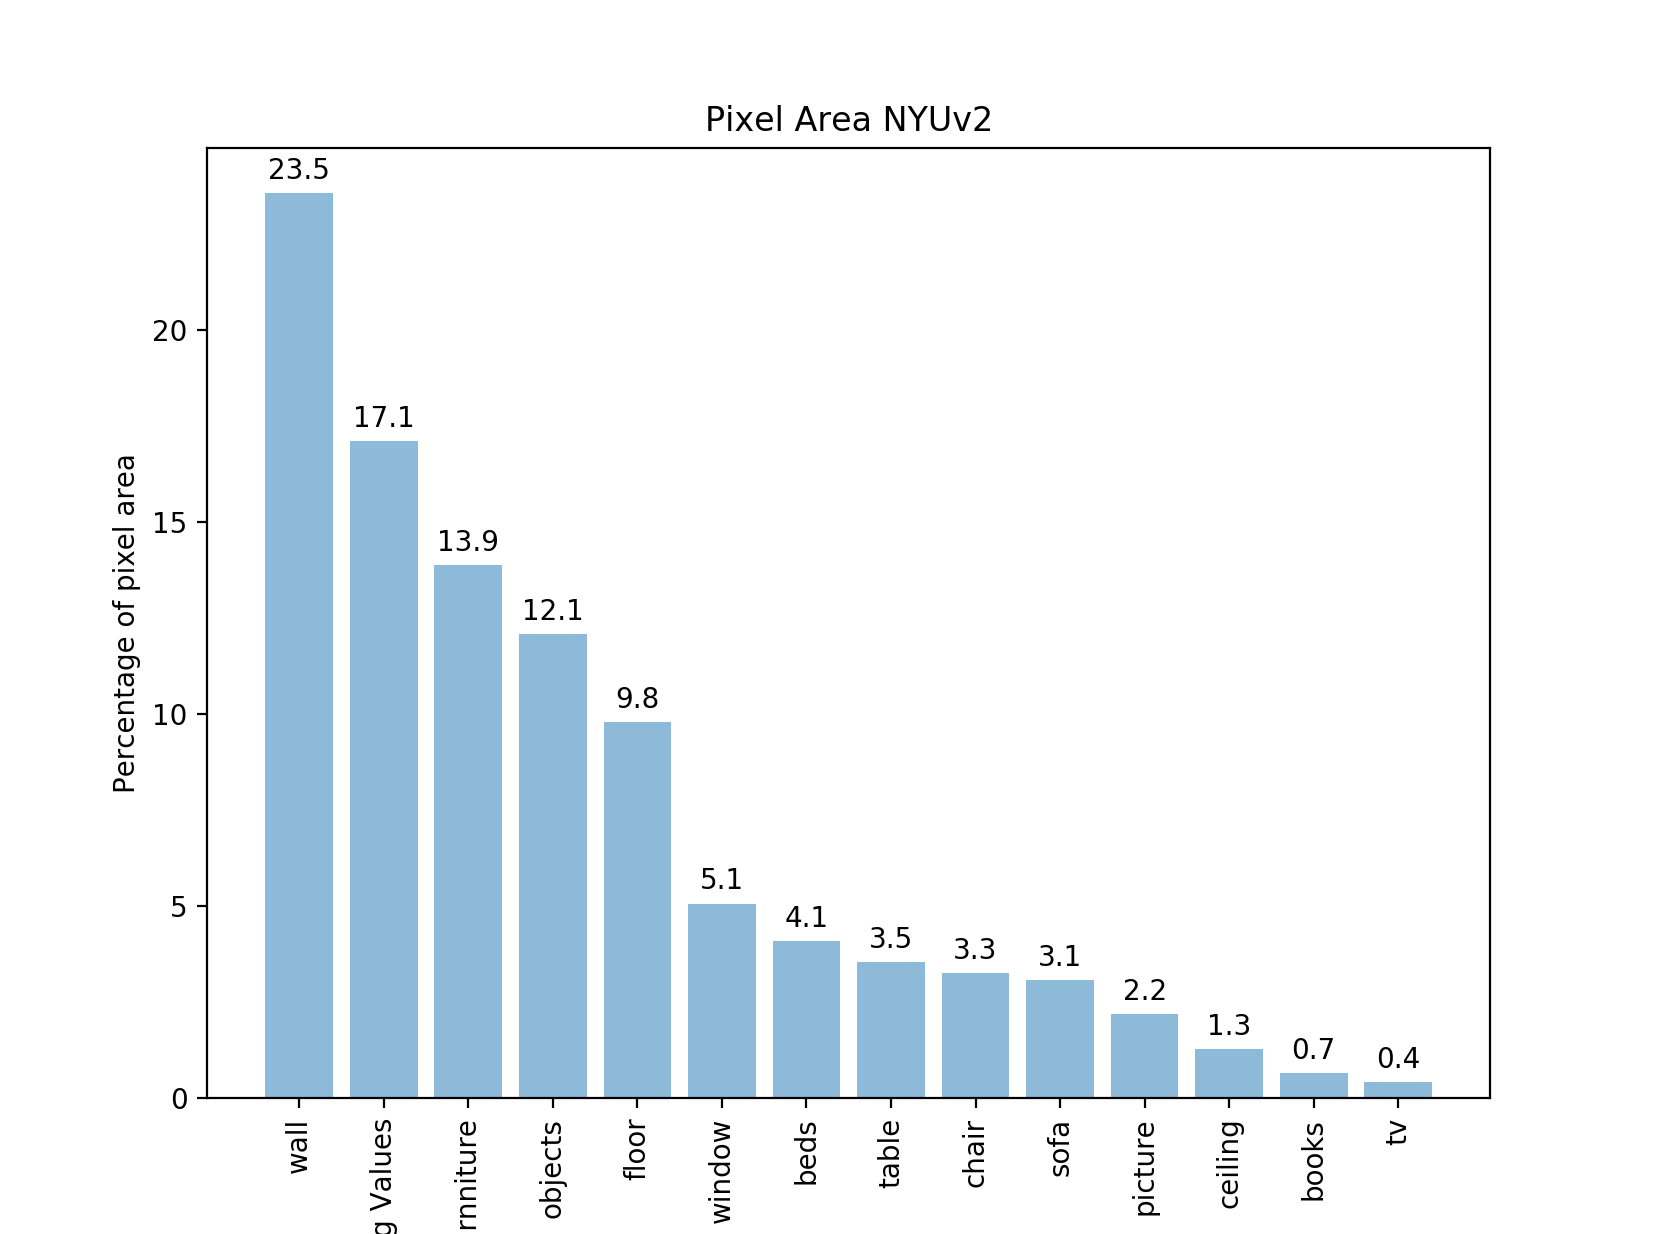 Pixel Area NYUv2
Percentage of pixel area
20
15
10
5
0
23.5
17.1
13.9
12.1
9.8
5.1
4.1
3.5
3.3
3.1
2.2
1.3
0.7
0.4
wall
g Values
rnniture
objects
floor
window
beds
table
chair
sofa
picture
ceiling
books
tv